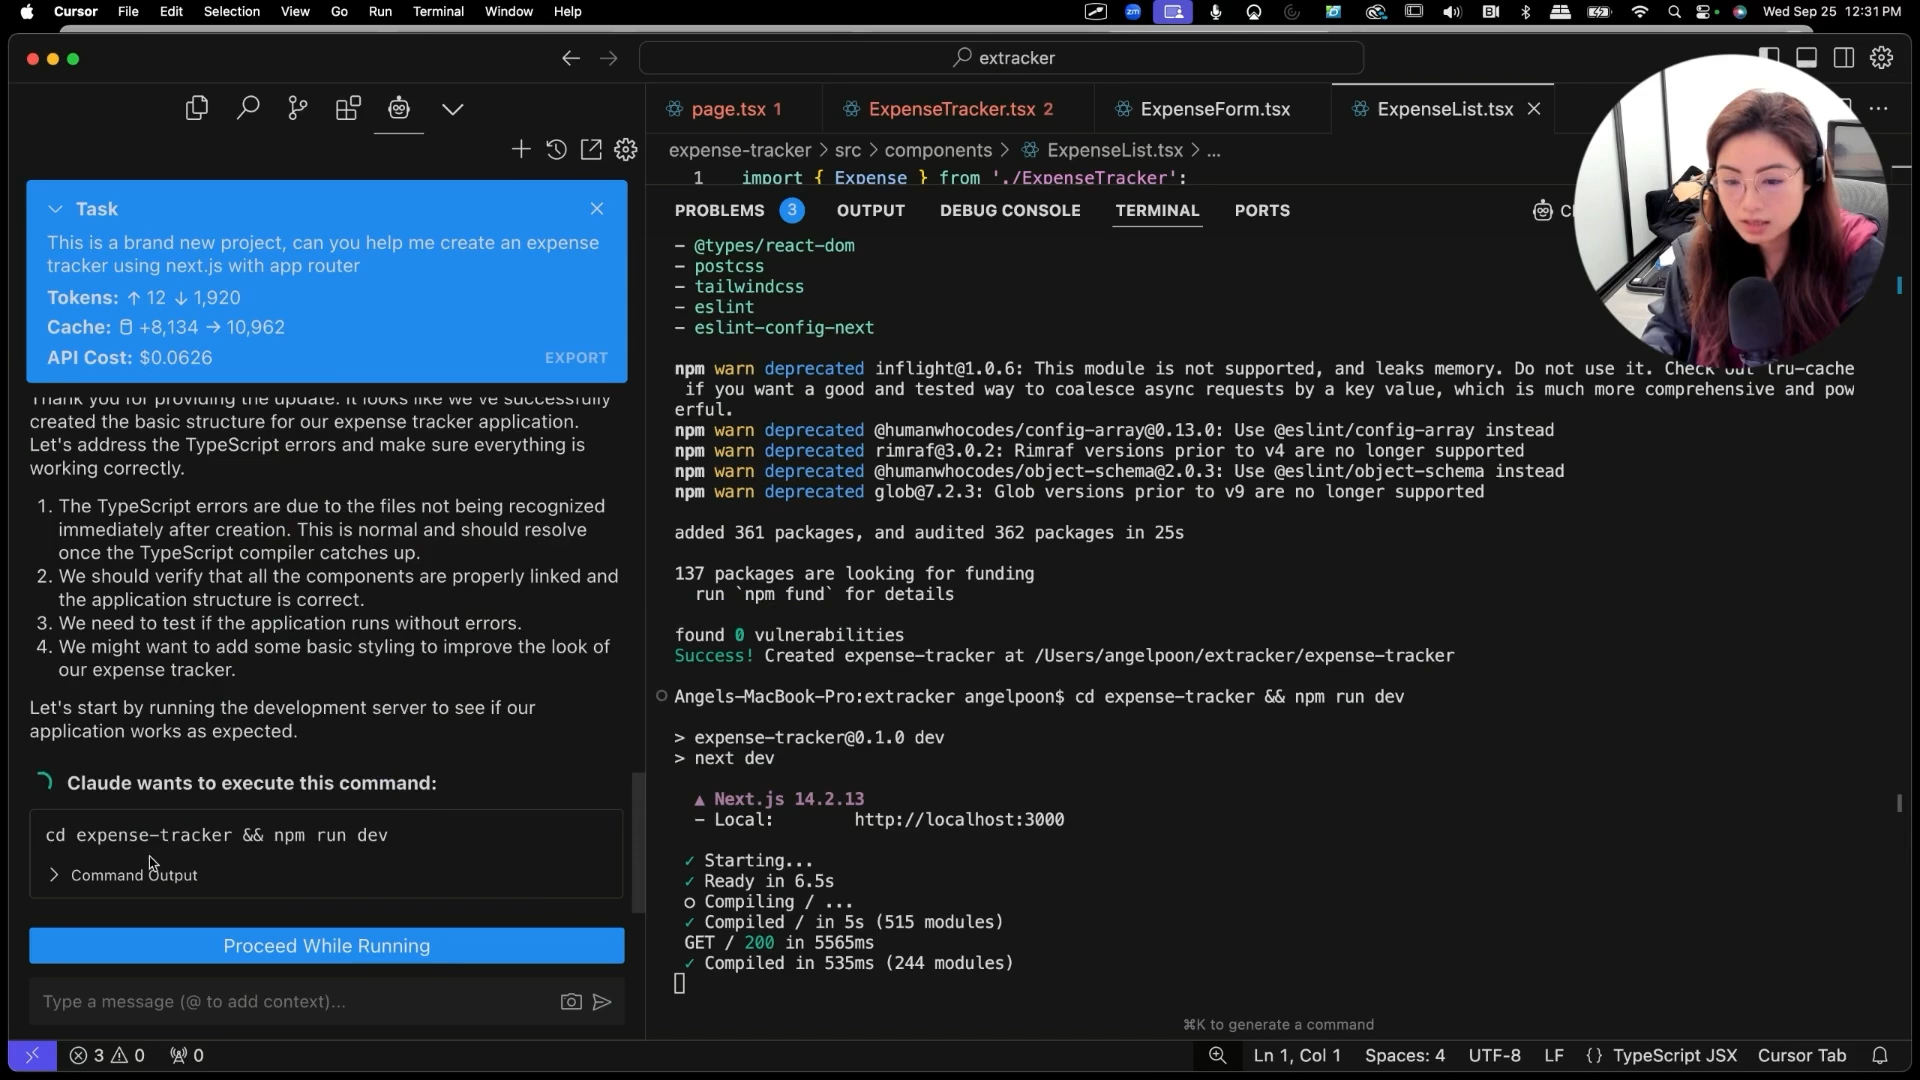 Cursor File Edit Selection View Go Run Terminal Window Help
zm
Wed Sep 25 12:31 PM
extracker
page.tsx 1
ExpenseTracker.tsx 2
ExpenseForm.tsx
ExpenseList.tsx
expense-tracker > src > components > ExpenseList.tsx > ...
1 import { Expense } from './ExpenseTracker';
Task
This is a brand new project, can you help me create an expense
tracker using next.js with app router
Tokens: ↑ 12 ↓ 1,920
Cache: +8,134 → 10,962
API Cost: $0.0626
EXPORT
Thank you for providing the update. It looks like we've successfully
created the basic structure for our expense tracker application.
Let's address the TypeScript errors and make sure everything is
working correctly.
1. The TypeScript errors are due to the files not being recognized
immediately after creation. This is normal and should resolve
once the TypeScript compiler catches up.
2. We should verify that all the components are properly linked and
the application structure is correct.
3. We need to test if the application runs without errors.
4. We might want to add some basic styling to improve the look of
our expense tracker.
Let's start by running the development server to see if our
application works as expected.
Claude wants to execute this command:
cd expense-tracker && npm run dev
Command Output
Proceed While Running
Type a message (@ to add context)...
PROBLEMS 3 OUTPUT DEBUG CONSOLE TERMINAL PORTS
- @types/react-dom
- postcss
- tailwindcss
- eslint
- eslint-config-next
npm warn deprecated inflight@1.0.6: This module is not supported, and leaks memory. Do not use it. Check out lru-cache
if you want a good and tested way to coalesce async requests by a key value, which is much more comprehensive and pow
erful.
npm warn deprecated @humanwhocodes/config-array@0.13.0: Use @eslint/config-array instead
npm warn deprecated rimraf@3.0.2: Rimraf versions prior to v4 are no longer supported
npm warn deprecated @humanwhocodes/object-schema@2.0.3: Use @eslint/object-schema instead
npm warn deprecated glob@7.2.3: Glob versions prior to v9 are no longer supported
added 361 packages, and audited 362 packages in 25s
137 packages are looking for funding
run `npm fund` for details
found 0 vulnerabilities
Success! Created expense-tracker at /Users/angelpoon/extracker/expense-tracker
Angels-MacBook-Pro:extracker angelpoon$ cd expense-tracker && npm run dev
> expense-tracker@0.1.0 dev
> next dev
▲ Next.js 14.2.13
- Local: http://localhost:3000
✓ Starting...
✓ Ready in 6.5s
○ Compiling / ...
✓ Compiled / in 5s (515 modules)
GET / 200 in 5565ms
✓ Compiled in 535ms (244 modules)
⌘K to generate a command
3 0 0
Ln 1, Col 1 Spaces: 4 UTF-8 LF {} TypeScript JSX Cursor Tab